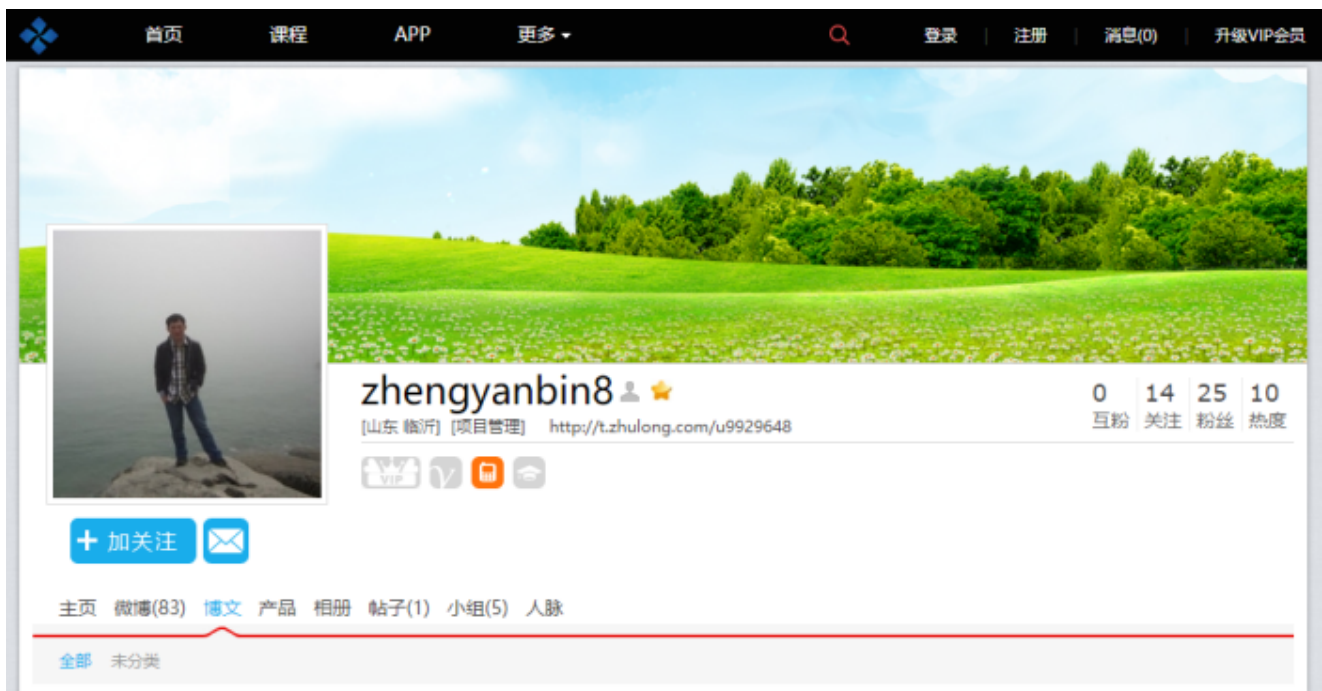 首页 课程 APP 更多 登录 注册 消息(0) 升级VIP会员
zhengyanbin8
0 14 25 10
互粉 关注 粉丝 热度
[山东 临沂] [项目管理] http://t.zhulong.com/u9929648
VIP V
+ 加关注
主页 微博(83) 博文 产品 相册 帖子(1) 小组(5) 人脉
全部 未分类